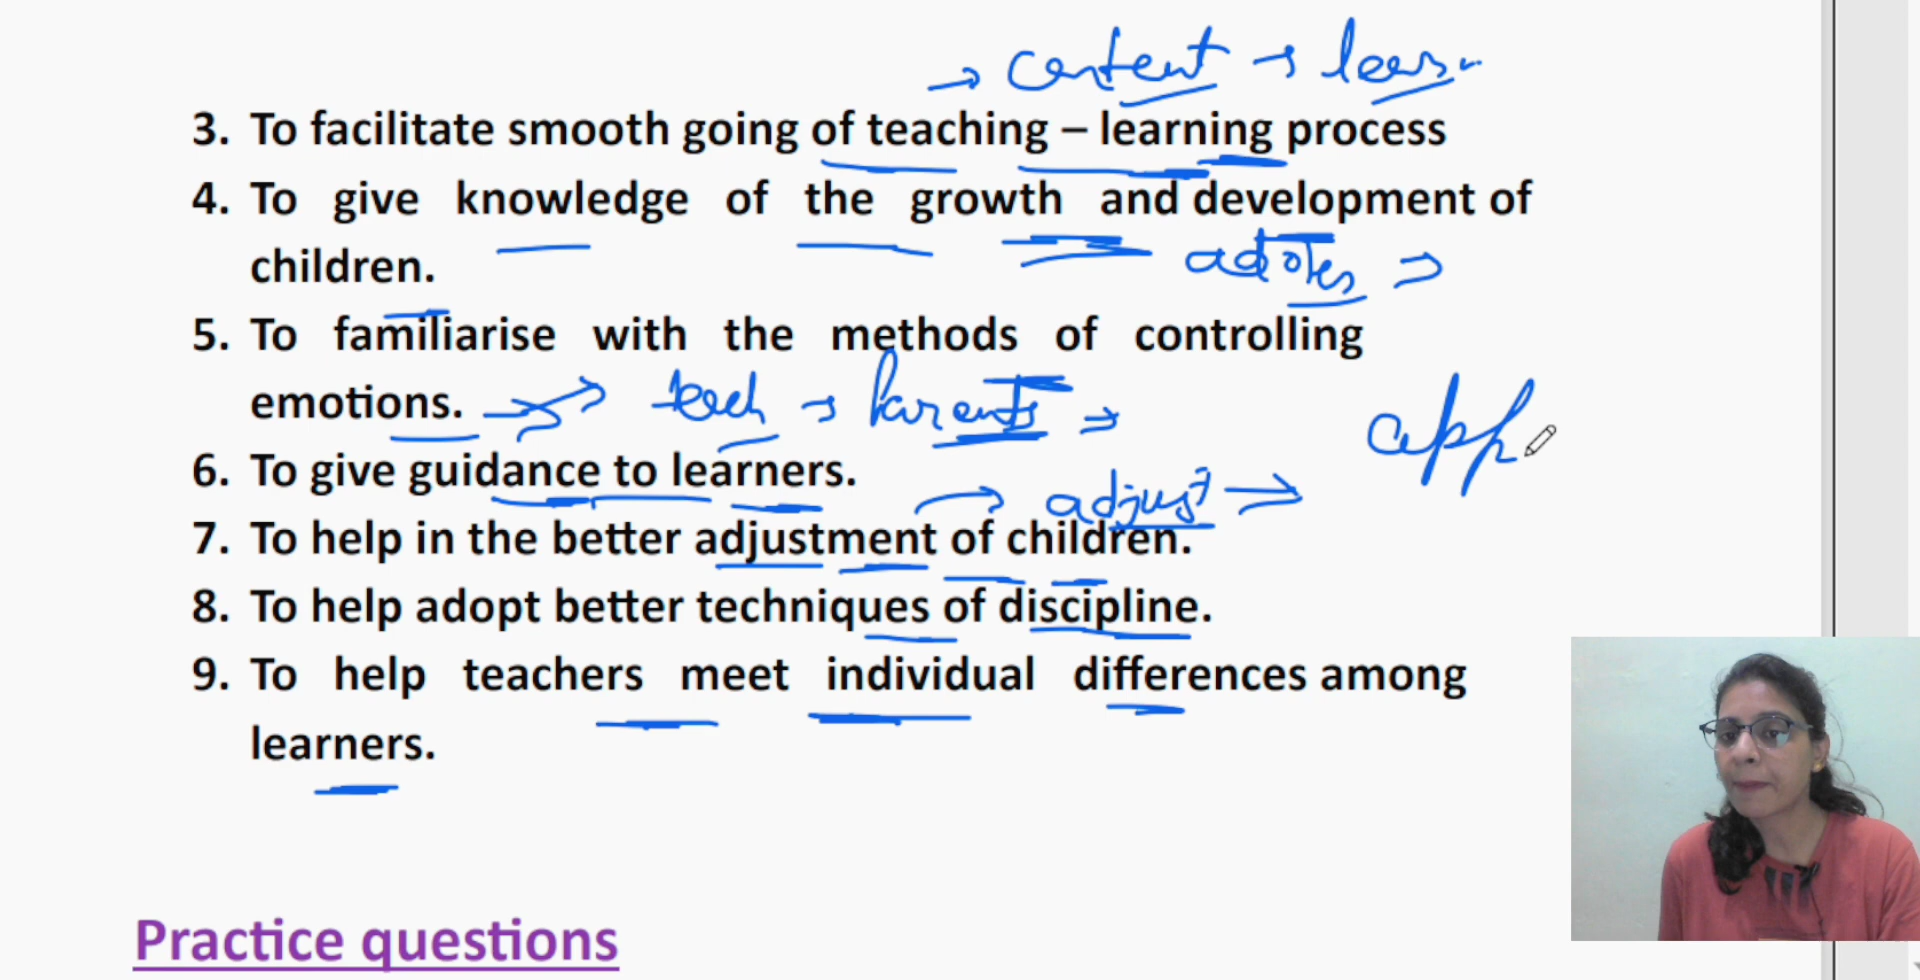 → content →
3. To facilitate smooth going of teaching – learning process
4. To give knowledge of the growth and development of
children.
adoles ⇒
5. To familiarise with the methods of controlling
emotions. → teach → Parents ⇒
app
6. To give guidance to learners.
→ adjust →
7. To help in the better adjustment of children.
8. To help adopt better techniques of discipline.
9. To help teachers meet individual differences among
learners.
Practice questions